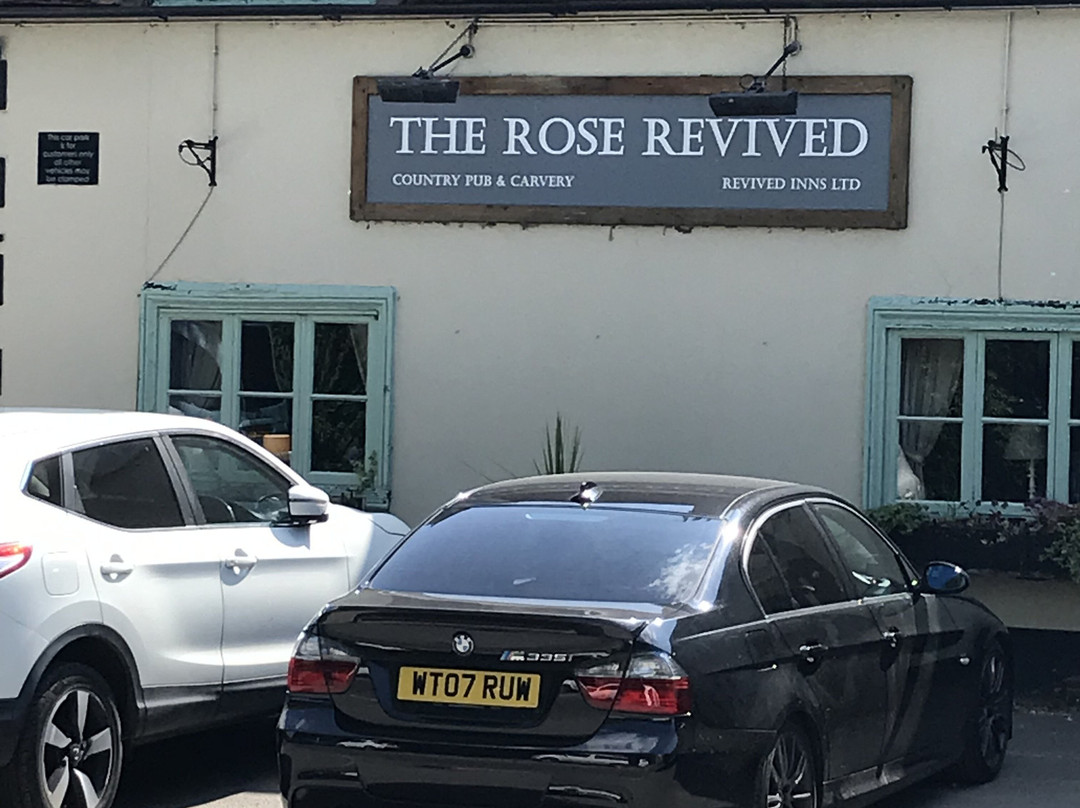 THE ROSE REVIVED
COUNTRY PUB & CARVERY
REVIVED INNS LTD
This car park
is for
customers only
all other
vehicles may
be clamped
335i
WT07 RUW